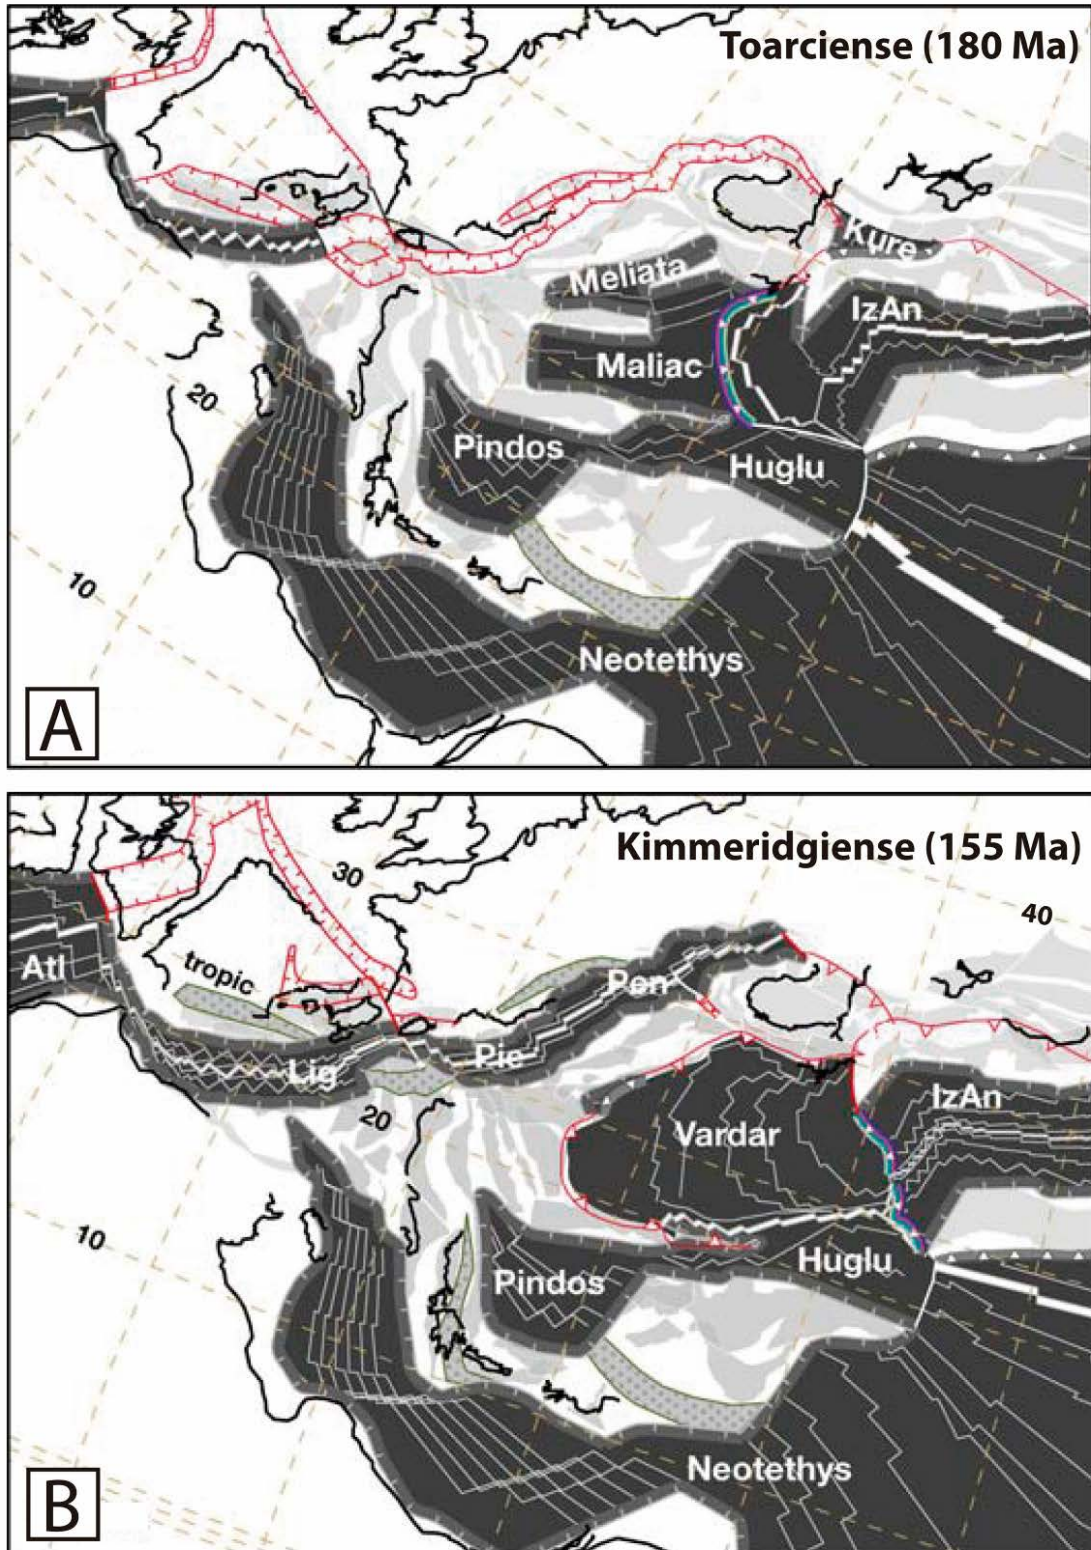 Toarciense (180 Ma)
Kure
Meliata
IzAn
Maliac
20
Pindos
Huglu
10
Neotethys
A
Kimmeridgiense (155 Ma)
30
40
Atl
tropic
Pen
Lig
Pie
IzAn
20
Vardar
10
Huglu
Pindos
Neotethys
B